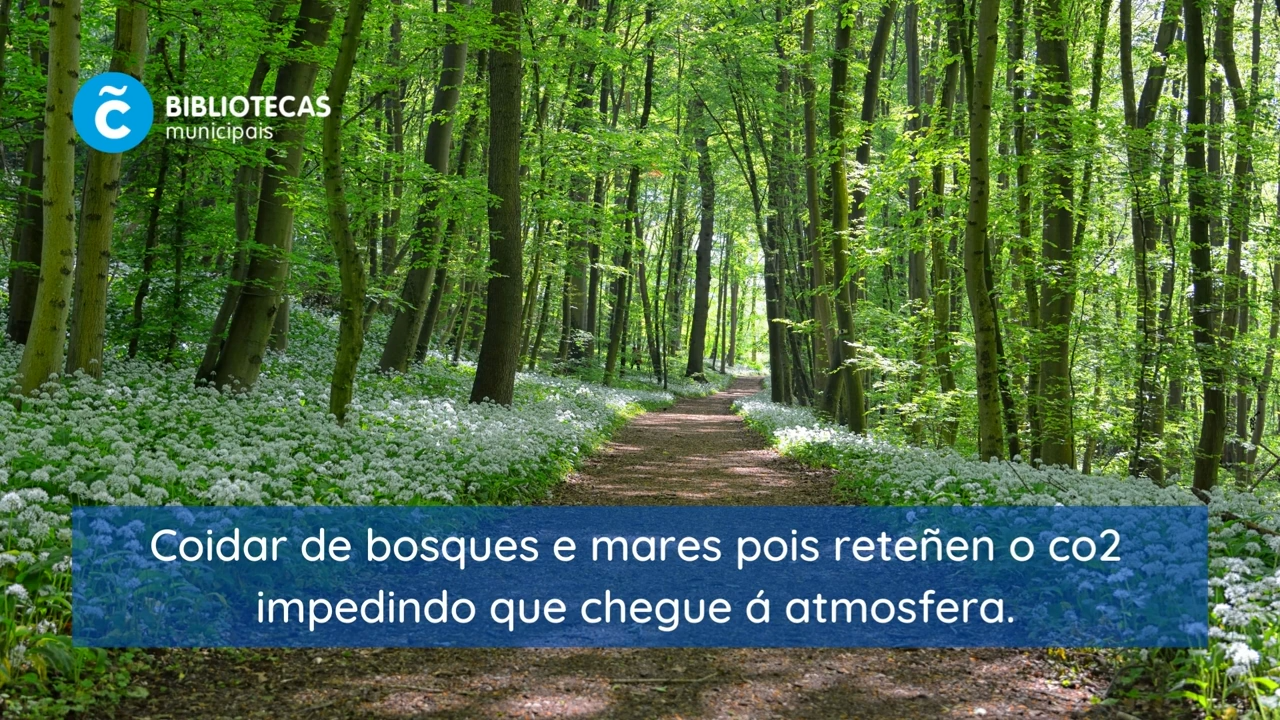 BIBLIOTECAS
municipais
Coidar de bosques e mares pois reteñen o co2
impedindo que chegue á atmosfera.